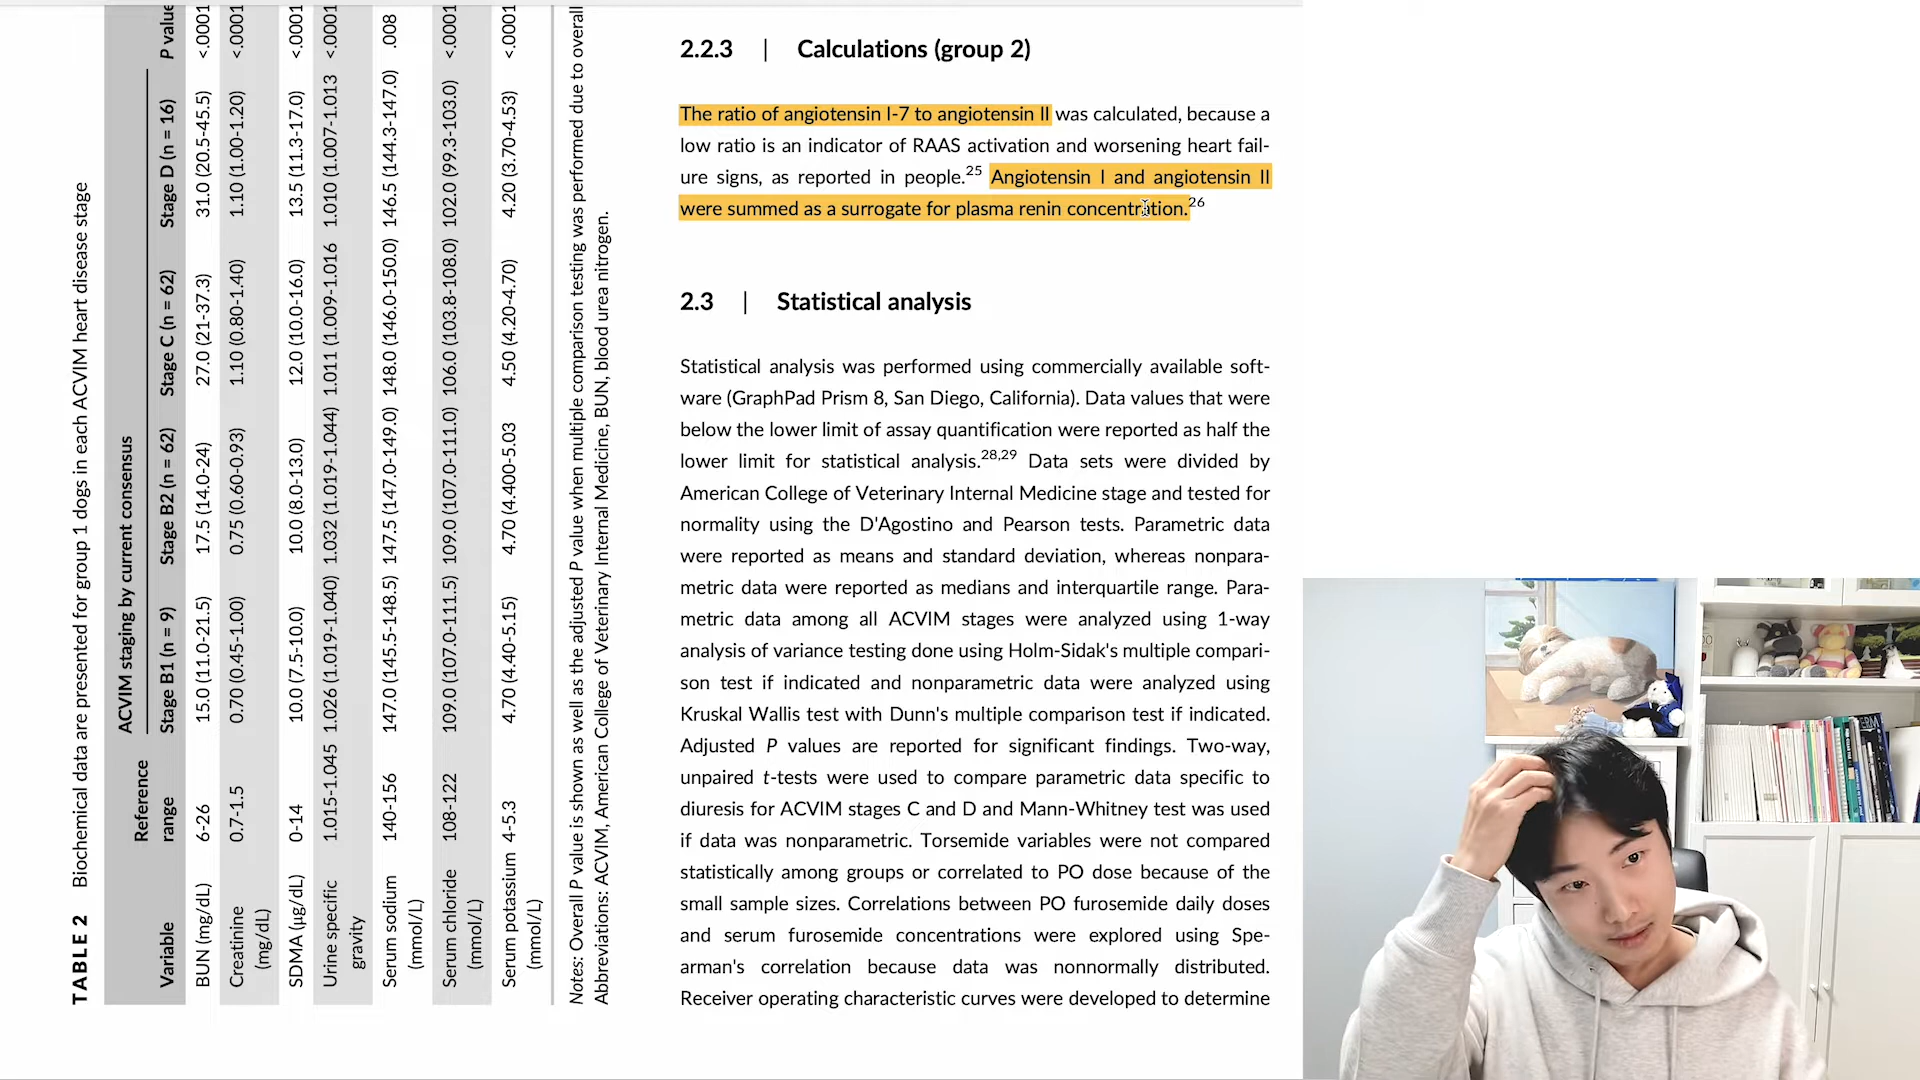 TABLE 2 Biochemical data are presented for group 1 dogs in each ACVIM heart disease stage
ACVIM staging by current consensus
Variable Reference range Stage B1 (n = 9) Stage B2 (n = 62) Stage C (n = 62) Stage D (n = 16) P value
BUN (mg/dL) 6-26 15.0 (11.0-21.5) 17.5 (14.0-24) 27.0 (21-37.3) 31.0 (20.5-45.5) <.0001
Creatinine (mg/dL) 0.7-1.5 0.70 (0.45-1.00) 0.75 (0.60-0.93) 1.10 (0.80-1.40) 1.10 (1.00-1.20) <.0001
SDMA (μg/dL) 0-14 10.0 (7.5-10.0) 10.0 (8.0-13.0) 12.0 (10.0-16.0) 13.5 (11.3-17.0) <.0001
Urine specific gravity 1.015-1.045 1.026 (1.019-1.040) 1.032 (1.019-1.044) 1.011 (1.009-1.016 1.010 (1.007-1.013 <.0001
Serum sodium (mmol/L) 140-156 147.0 (145.5-148.5) 147.5 (147.0-149.0) 148.0 (146.0-150.0) 146.5 (144.3-147.0) .008
Serum chloride (mmol/L) 108-122 109.0 (107.0-111.5) 109.0 (107.0-111.0) 106.0 (103.8-108.0) 102.0 (99.3-103.0) <.0001
Serum potassium (mmol/L) 4-5.3 4.70 (4.40-5.15) 4.70 (4.400-5.03 4.50 (4.20-4.70) 4.20 (3.70-4.53) <.0001
Notes: Overall P value is shown as well as the adjusted P value when multiple comparison testing was performed due to overall
Abbreviations: ACVIM, American College of Veterinary Internal Medicine, BUN, blood urea nitrogen.
2.2.3 | Calculations (group 2)
The ratio of angiotensin I-7 to angiotensin II was calculated, because a
low ratio is an indicator of RAAS activation and worsening heart fail-
ure signs, as reported in people.25 Angiotensin I and angiotensin II
were summed as a surrogate for plasma renin concentration.26
2.3 | Statistical analysis
Statistical analysis was performed using commercially available soft-
ware (GraphPad Prism 8, San Diego, California). Data values that were
below the lower limit of assay quantification were reported as half the
lower limit for statistical analysis.28,29 Data sets were divided by
American College of Veterinary Internal Medicine stage and tested for
normality using the D'Agostino and Pearson tests. Parametric data
were reported as means and standard deviation, whereas nonpara-
metric data were reported as medians and interquartile range. Para-
metric data among all ACVIM stages were analyzed using 1-way
analysis of variance testing done using Holm-Sidak's multiple compari-
son test if indicated and nonparametric data were analyzed using
Kruskal Wallis test with Dunn's multiple comparison test if indicated.
Adjusted P values are reported for significant findings. Two-way,
unpaired t-tests were used to compare parametric data specific to
diuresis for ACVIM stages C and D and Mann-Whitney test was used
if data was nonparametric. Torsemide variables were not compared
statistically among groups or correlated to PO dose because of the
small sample sizes. Correlations between PO furosemide daily doses
and serum furosemide concentrations were explored using Spe-
arman's correlation because data was nonnormally distributed.
Receiver operating characteristic curves were developed to determine